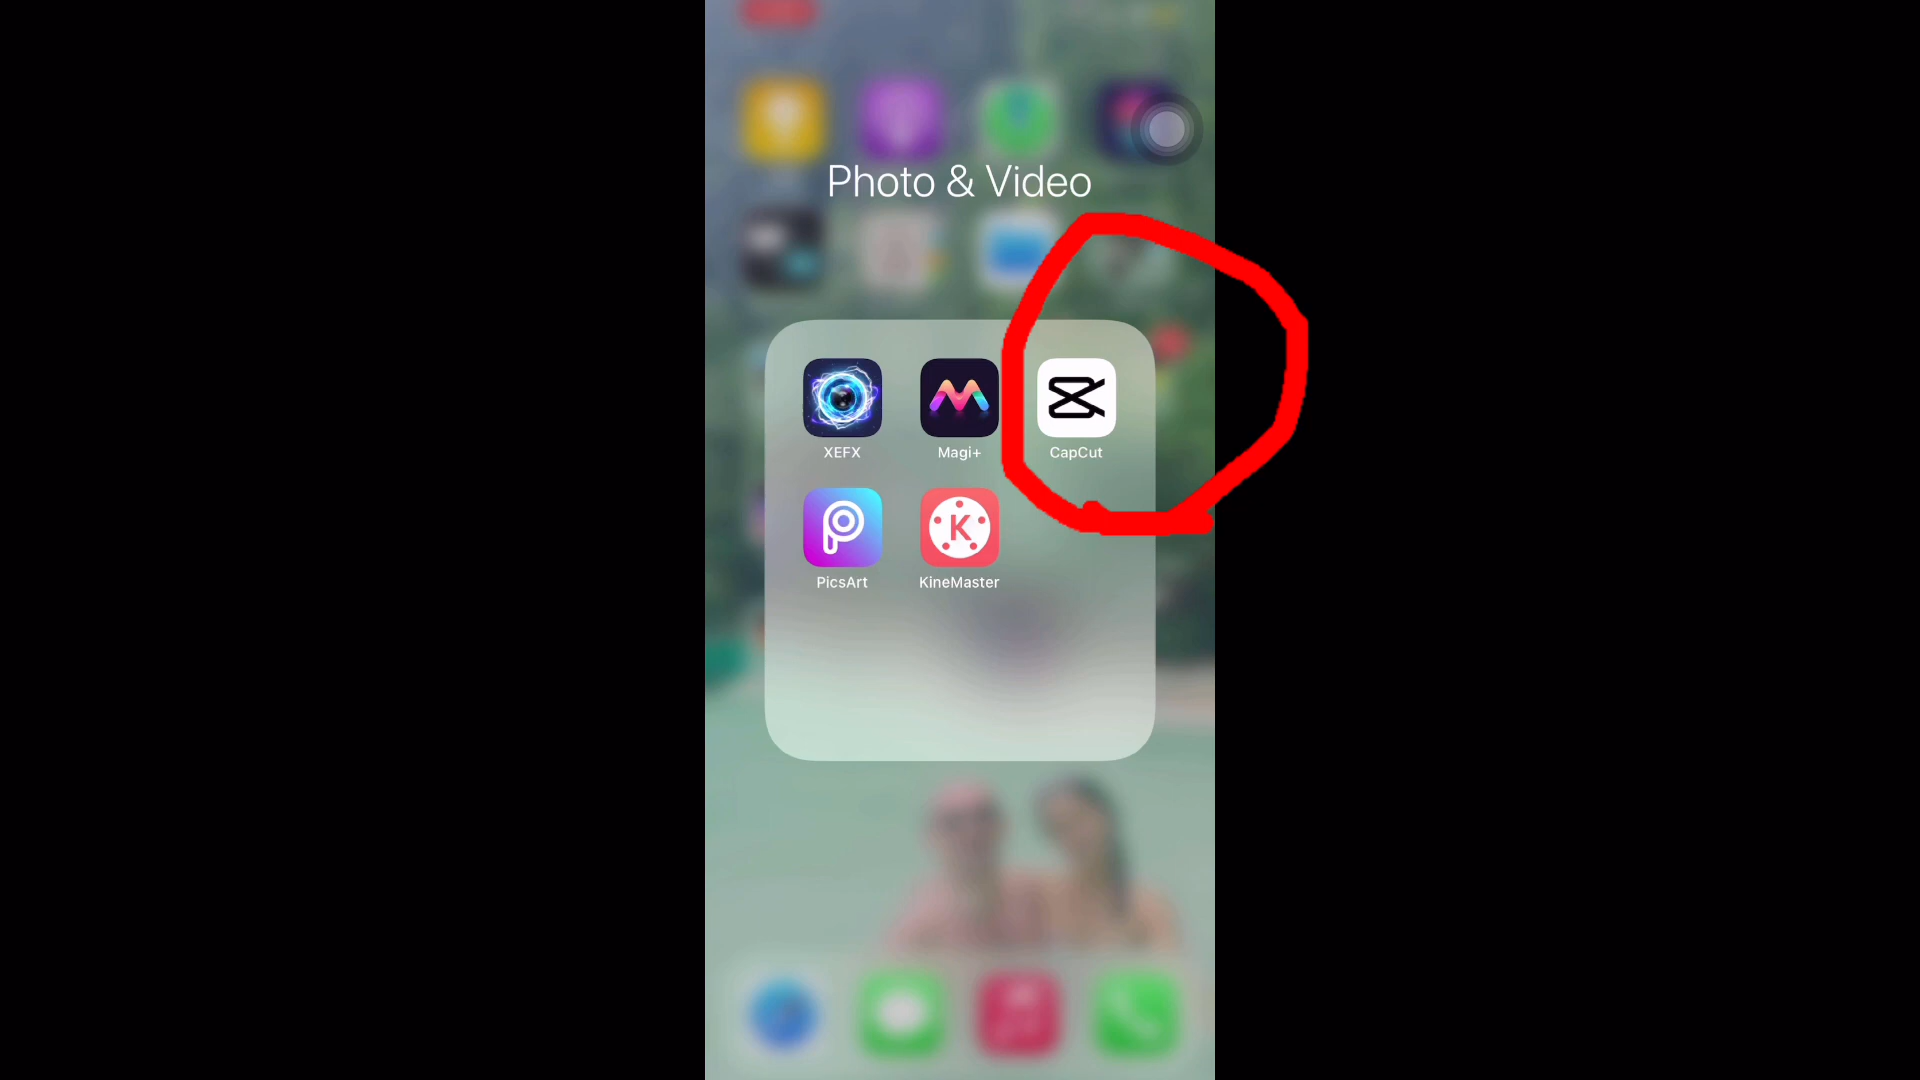 Photo & Video
XEFX
Magi+
CapCut
PicsArt
K
KineMaster